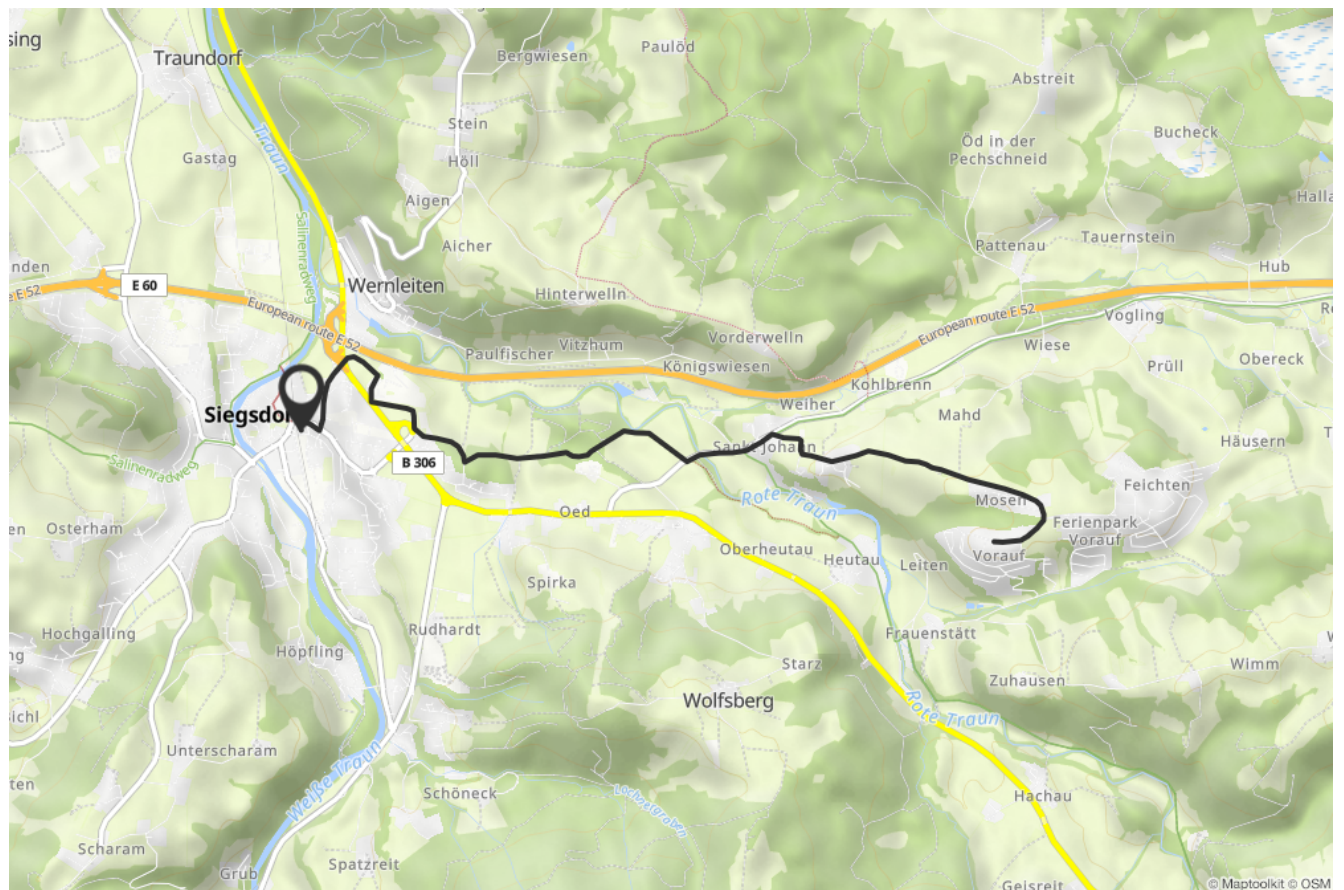 sing
Traundorf
Paulöd
Bergwiesen
Abstreit
Stein
Traun
Bucheck
Gastag
Höll
Öd in der
Pechschneid
Aigen
Halla
Salinenradweg
Aicher
Pattenau
Tauernstein
nden
Hub
E 60
Wernleiten
Hinterwelln
E 52
European route E 52
European route E 52
Vogling
Vorderwelln
Vitzhum
Paulfischer
Wiese
Königswiesen
Prüll
Obereck
Kohlbrenn
Weiher
Siegsdor
Mahd
Häusern
Sankt Johann
Salinenradweg
B 306
Feichten
Mosen
Rote Traun
Oed
Osterham
Ferienpark
Vorauf
Oberheutau
Vorauf
Heutau
Leiten
Spirka
Rudhardt
Hochgalling
Frauenstätt
Höpfling
Starz
Wimm
Zuhausen
Wolfsberg
Rote Traun
Unterscharam
Weiße Traun
Schöneck
Hachau
Scharam
Spatzreit
Grub
Geisreit
© Maptoolkit © OSM